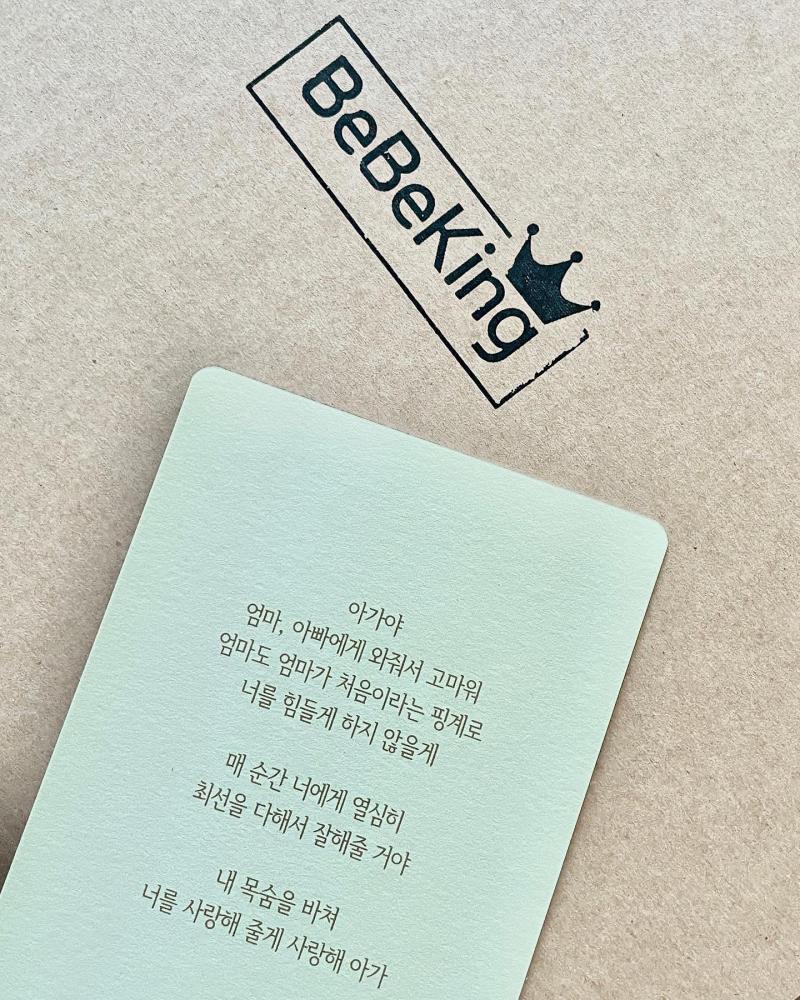 BeBeKing
아가야
엄마, 아빠에게 와줘서 고마워
엄마도 엄마가 처음이라는 핑계로
너를 힘들게 하지 않을게
매 순간 너에게 열심히
최선을 다해서 잘해줄 거야
내 목숨을 바쳐
너를 사랑해 줄게 사랑해 아가